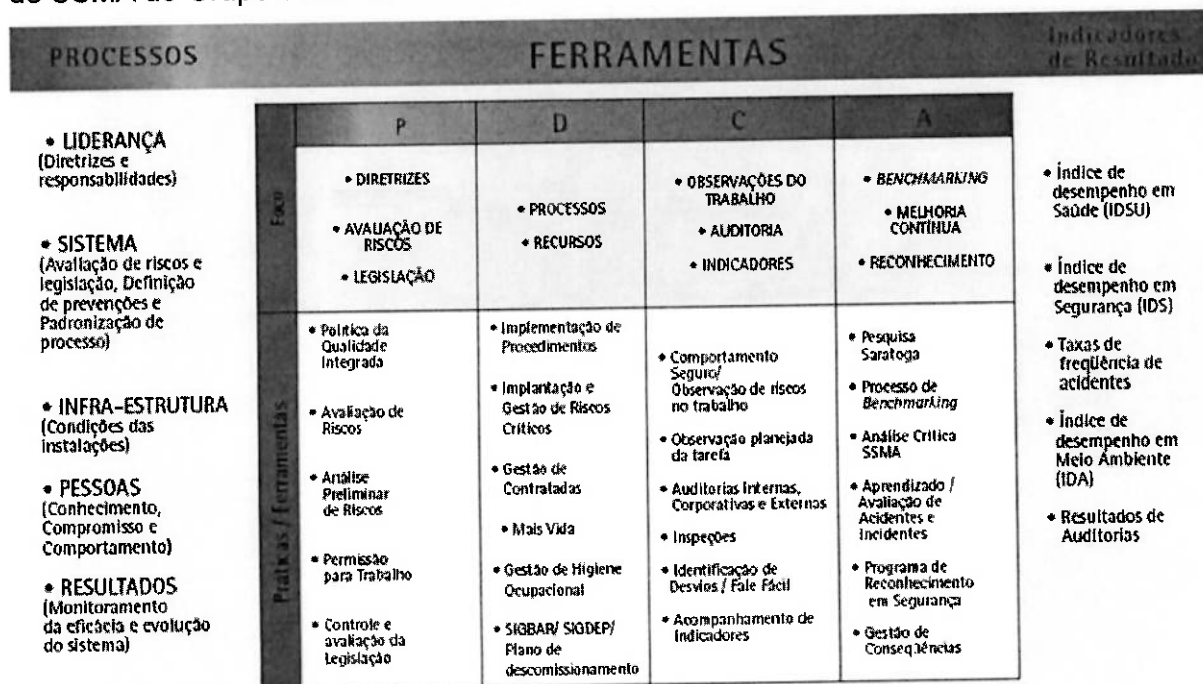 PROCESSOS
FERRAMENTAS
Indicadores
de Resultado
• LIDERANÇA
(Diretrizes e
responsabilidades)
• SISTEMA
(Avaliação de riscos e
legislação, Definição
de prevenções e
Padronização de
processo)
• INFRA-ESTRUTURA
(Condições das
instalações)
• PESSOAS
(Conhecimento,
Compromisso e
Comportamento)
• RESULTADOS
(Monitoramento
da eficácia e evolução
do sistema)
P
D
C
A
Foco
• DIRETRIZES
• AVALIAÇÃO DE
RISCOS
• LEGISLAÇÃO
• PROCESSOS
• RECURSOS
• OBSERVAÇÕES DO
TRABALHO
• AUDITORIA
• INDICADORES
• BENCHMARKING
• MELHORIA
CONTÍNUA
• RECONHECIMENTO
Práticas / Ferramentas
• Política da
Qualidade
Integrada
• Avaliação de
Riscos
• Análise
Preliminar
de Riscos
• Permissão
para Trabalho
• Controle e
avaliação da
Legislação
• Implementação de
Procedimentos
• Implantação e
Gestão de Riscos
Críticos
• Gestão de
Contratadas
• Mais Vida
• Gestão de Higiene
Ocupacional
• SIGBAR/ SIGDEP/
Plano de
descomissionamento
• Comportamento
Seguro/
Observação de riscos
no trabalho
• Observação planejada
da tarefa
• Auditorias Internas,
Corporativas e Externas
• Inspeções
• Identificação de
Desvios / Fale Fácil
• Acompanhamento de
Indicadores
• Pesquisa
Saratoga
• Processo de
Benchmarking
• Análise Crítica
SSMA
• Aprendizado /
Avaliação de
Acidentes e
Incidentes
• Programa de
Reconhecimento
em Segurança
• Gestão de
Conseqüências
• Índice de
desempenho em
Saúde (IDSU)
• Índice de
desempenho em
Segurança (IDS)
• Taxas de
freqüência de
acidentes
• Índice de
desempenho em
Meio Ambiente
(IDA)
• Resultados de
Auditorias